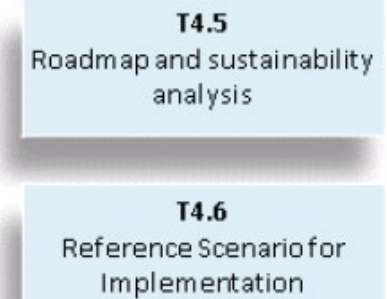 T4.5
Roadmap and sustainability
analysis
T4.6
Reference Scenario for
Implementation